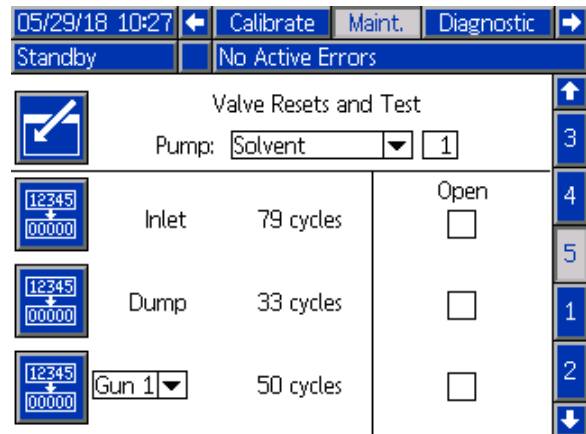 05/29/18 10:27 Calibrate Maint. Diagnostic
Standby No Active Errors
Valve Resets and Test
Pump: Solvent 1
3
Open
4
12345
00000
Inlet 79 cycles
5
12345
00000
Dump 33 cycles
1
12345
00000
Gun 1 50 cycles
2